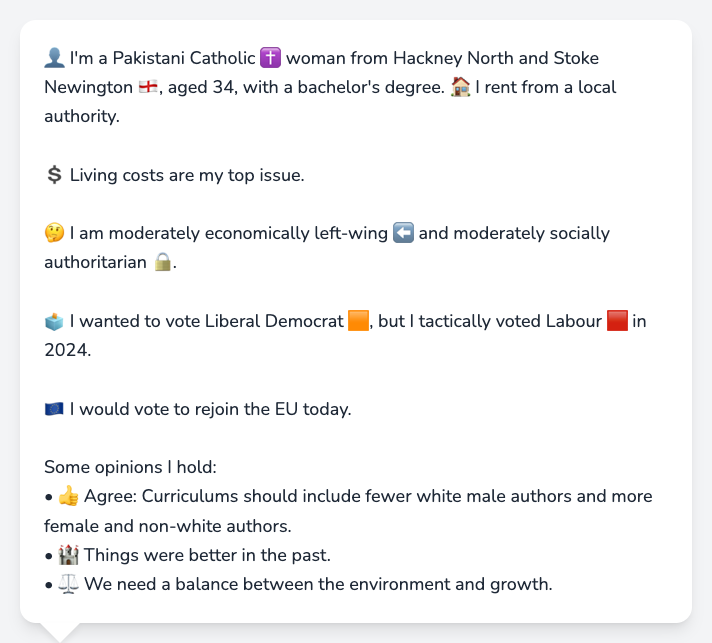 👤 I'm a Pakistani Catholic ✝️ woman from Hackney North and Stoke
Newington 🏴󠁧󠁢󠁥󠁮󠁧󠁿, aged 34, with a bachelor's degree. 🏠 I rent from a local
authority.
💲 Living costs are my top issue.
🤔 I am moderately economically left-wing ⬅️ and moderately socially
authoritarian 🔒.
🗳️ I wanted to vote Liberal Democrat 🟧, but I tactically voted Labour 🟥 in
2024.
🇪🇺 I would vote to rejoin the EU today.
Some opinions I hold:
• 👍 Agree: Curriculums should include fewer white male authors and more
female and non-white authors.
• 🏰 Things were better in the past.
• ⚖️ We need a balance between the environment and growth.